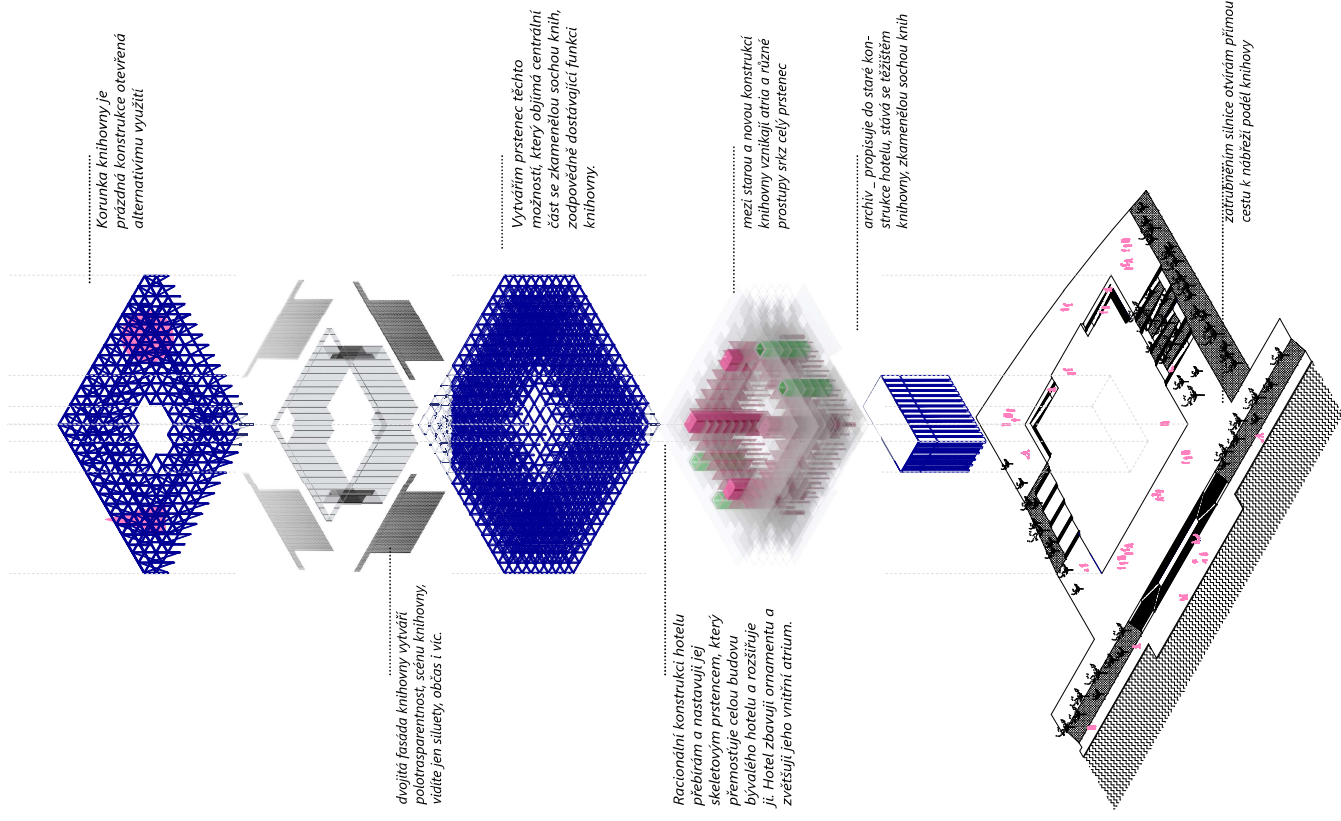 Korunka knihovny je
prázdná konstrukce otevřená
alternativímu využití
Vytvářím prstenec těchto
možností, který objímá centrální
část se zkamenělou sochou knih,
zodpovědné dostávající funkci
knihovny.
mezi starou a novou konstrukcí
knihovny vznikají atria a různé
prostupy srkz celý prstenec
archiv _ propisuje do staré kon-
strukce hotelu, stává se těžištěm
knihovny, zkamenělou sochou knih
zatrubněním silnice otvírám přímou
cestu k nábřeží podél knihovy
dvojitá fasáda knihovny vytváří
polotrasparentnost, scénu knihovny,
vidíte jen siluety, občas i víc.
Racionální konstrukci hotelu
přebírám a nastavuji jej
skeletovým prstencem, který
přemosťuje celou budovu
bývalého hotelu a rozšiřuje
ji. Hotel zbavuji ornamentu a
zvětšuji jeho vnitřní atrium.